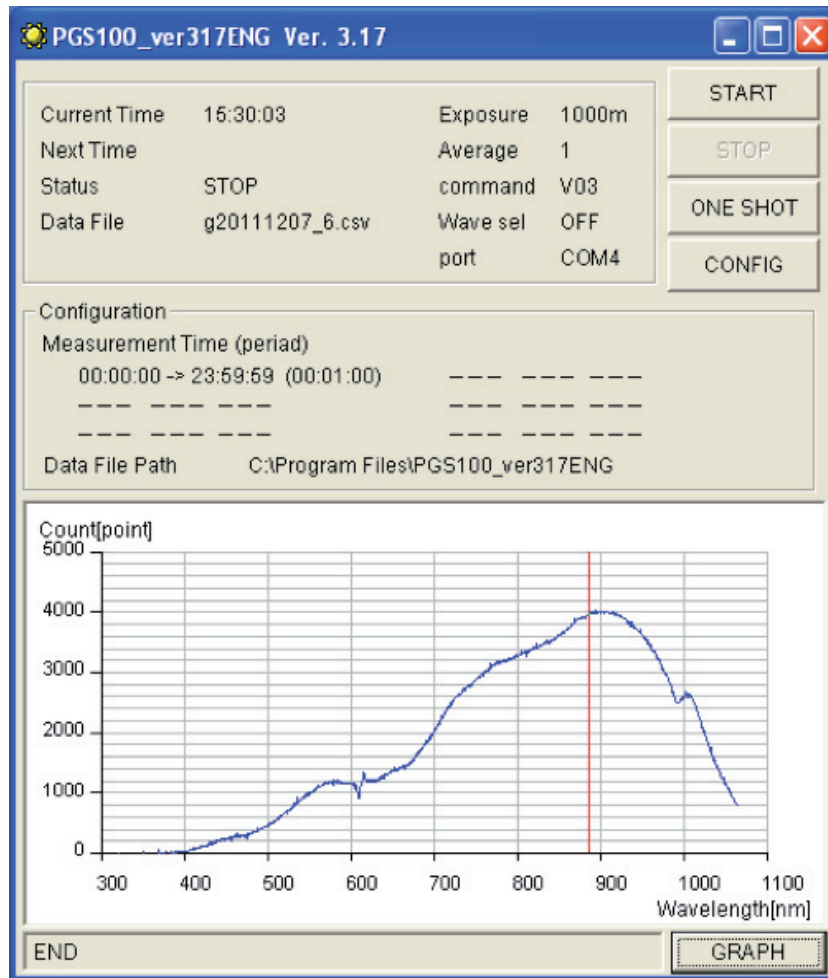 PGS100_ver317ENG Ver. 3.17
Current Time 15:30:03 Exposure 1000m
Next Time Average 1
Status STOP command V03
Data File g20111207_6.csv Wave sel OFF
port COM4
START
STOP
ONE SHOT
CONFIG
Configuration
Measurement Time (periad)
00:00:00 -> 23:59:59 (00:01:00) --- --- ---
--- --- --- --- --- ---
--- --- --- --- --- ---
Data File Path C:\Program Files\PGS100_ver317ENG
Count[point]
5000
4000
3000
2000
1000
0
300 400 500 600 700 800 900 1000 1100
Wavelength[nm]
END GRAPH